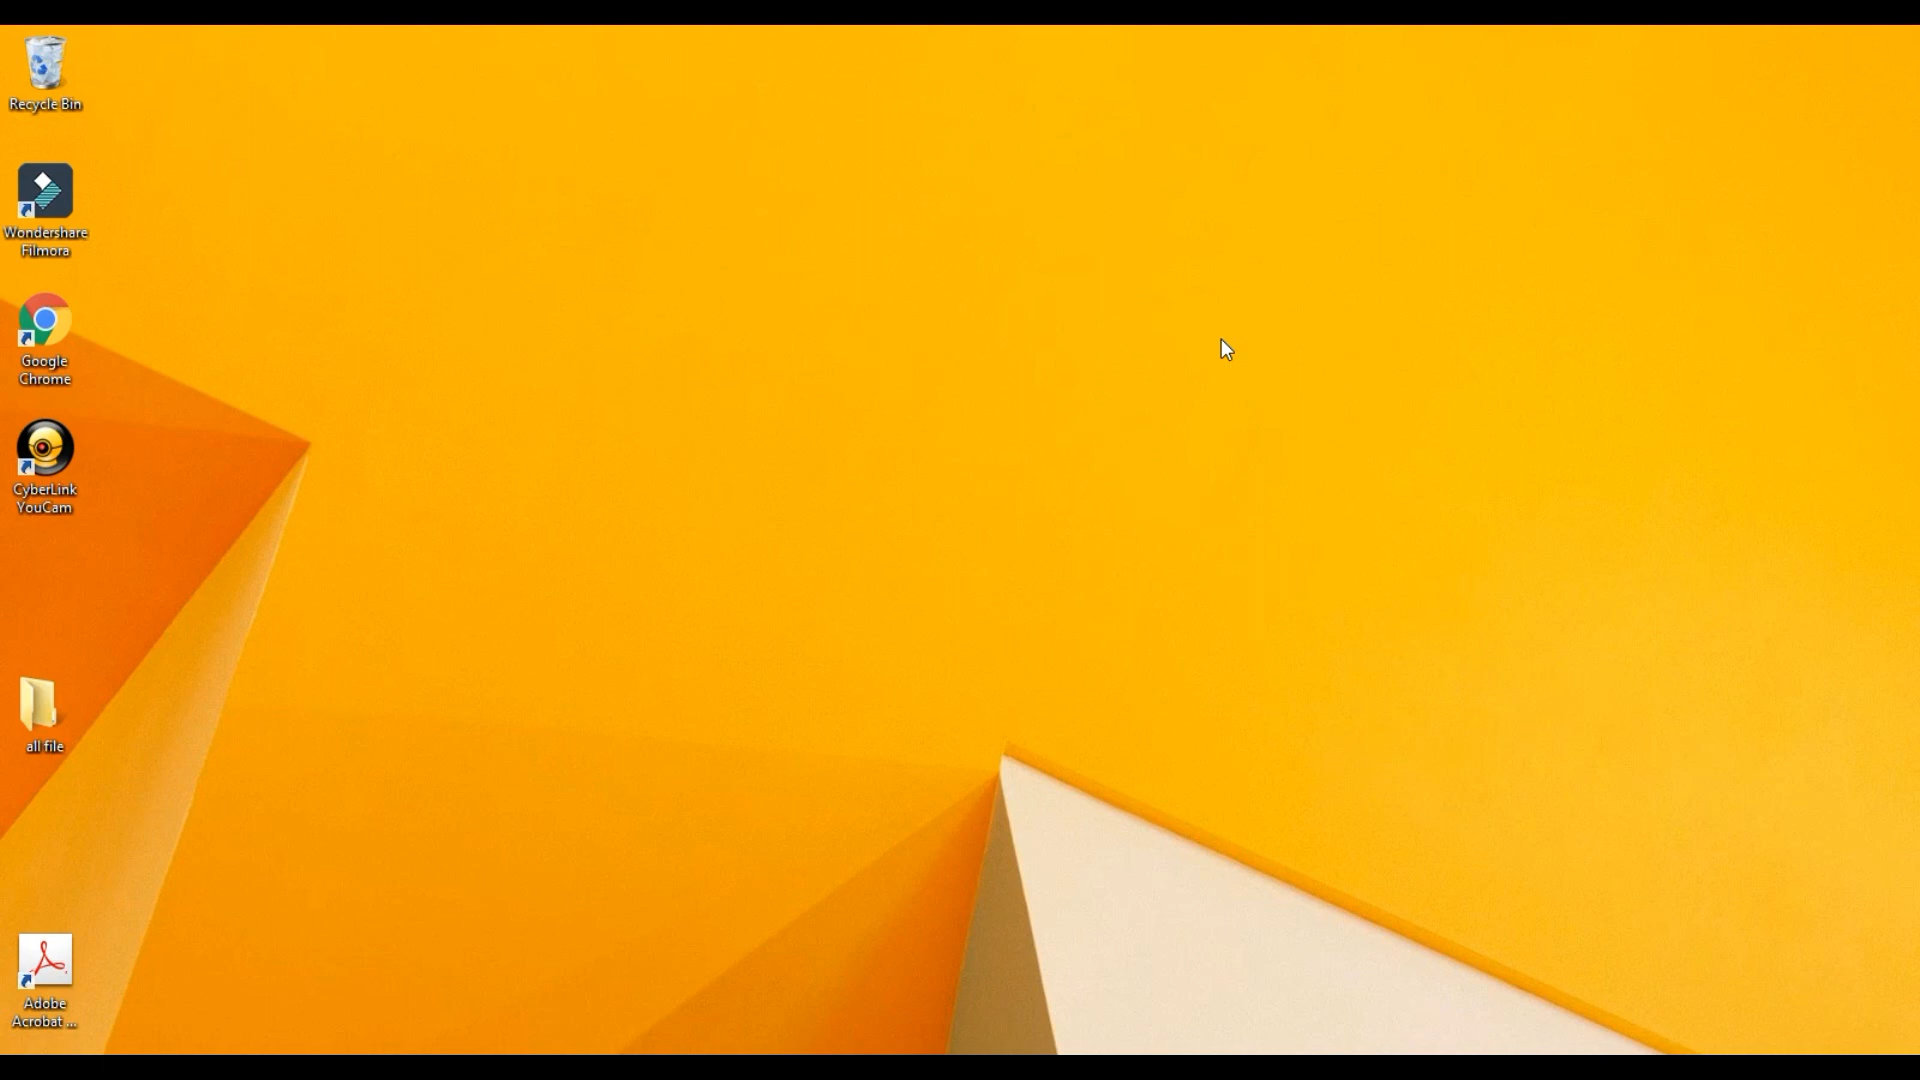 Recycle Bin
Wondershare
Filmora
Google
Chrome
CyberLink
YouCam
all file
Adobe
Acrobat ...